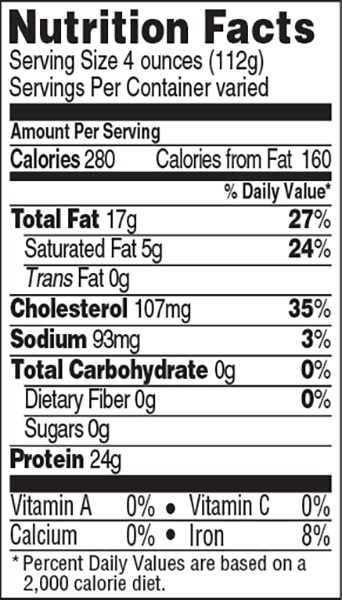 Nutrition Facts
Serving Size 4 ounces (112g)
Servings Per Container varied
Amount Per Serving
Calories 280 Calories from Fat 160
% Daily Value*
Total Fat 17g 27%
Saturated Fat 5g 24%
Trans Fat 0g
Cholesterol 107mg 35%
Sodium 93mg 3%
Total Carbohydrate 0g 0%
Dietary Fiber 0g 0%
Sugars 0g
Protein 24g
Vitamin A 0% • Vitamin C 0%
Calcium 0% • Iron 8%
* Percent Daily Values are based on a
2,000 calorie diet.